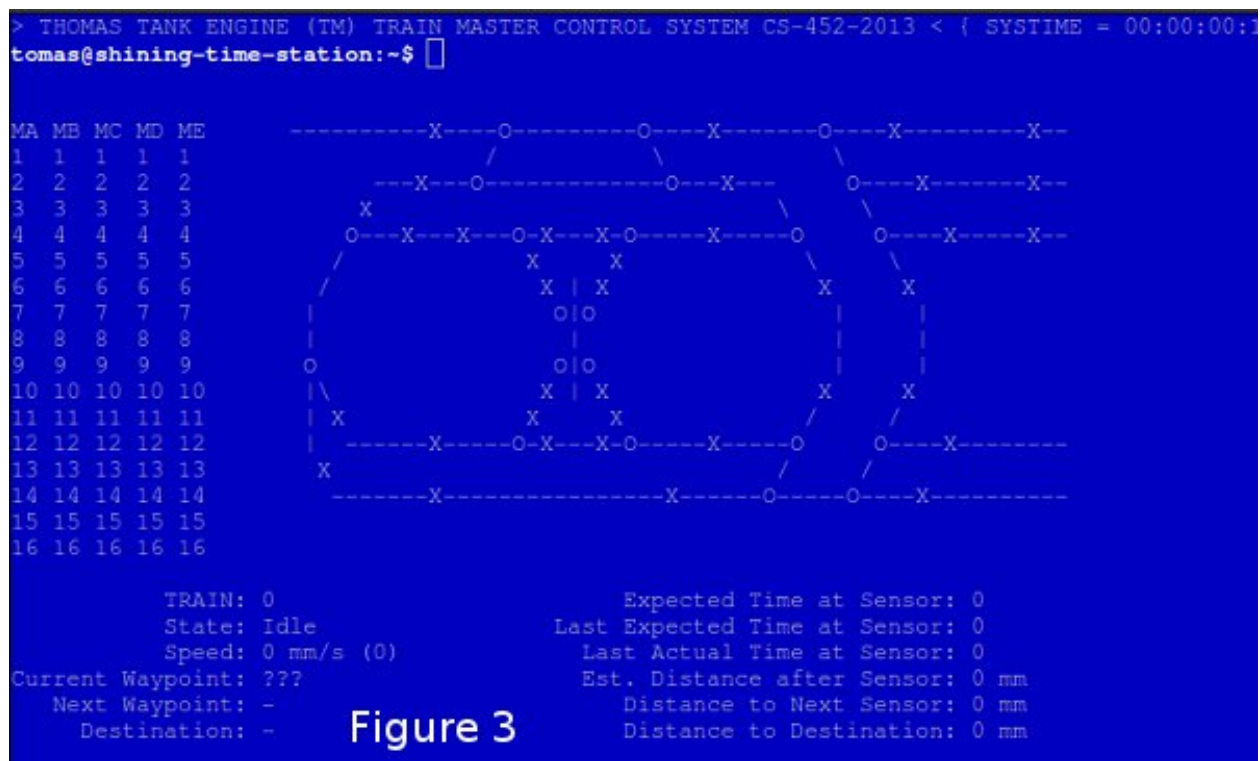 > THOMAS TANK ENGINE (TM) TRAIN MASTER CONTROL SYSTEM CS-452-2013 < { SYSTIME = 00:00:00:1
tomas@shining-time-station:~$
MA MB MC MD ME ----------X----O---------O----X-------O----X---------X--
1 1 1 1 1 / \ \
2 2 2 2 2 ---X---O-------------O---X--- O----X-------X--
3 3 3 3 3 X \ \
4 4 4 4 4 O---X---X---O-X---X-O-----X-----O O----X-----X--
5 5 5 5 5 / X X \ \
6 6 6 6 6 / X | X X X
7 7 7 7 7 | O|O | |
8 8 8 8 8 | | | |
9 9 9 9 9 O O|O | |
10 10 10 10 10 |\ X | X X X
11 11 11 11 11 | X X X / /
12 12 12 12 12 | ------X-----O-X---X-O-----X-----O O----X--------
13 13 13 13 13 X / /
14 14 14 14 14 -------X----------------X------O-----O----X----------
15 15 15 15 15
16 16 16 16 16
TRAIN: 0 Expected Time at Sensor: 0
State: Idle Last Expected Time at Sensor: 0
Speed: 0 mm/s (0) Last Actual Time at Sensor: 0
Current Waypoint: ??? Est. Distance after Sensor: 0 mm
Next Waypoint: - Distance to Next Sensor: 0 mm
Destination: - Distance to Destination: 0 mm
Figure 3